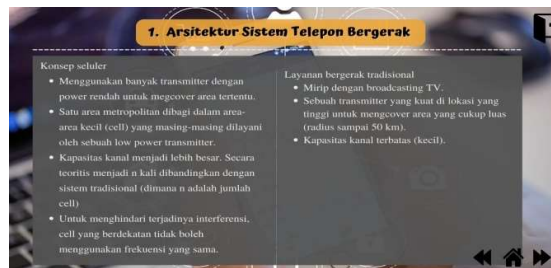 1. Arsitektur Sistem Telepon Bergerak
Konsep seluler
• Menggunakan banyak transmitter dengan
power rendah untuk megcover area tertentu.
• Satu area metropolitan dibagi dalam area-
area kecil (cell) yang masing-masing dilayani
oleh sebuah low power transmitter.
• Kapasitas kanal menjadi lebih besar. Secara
teoritis menjadi n kali dibandingkan dengan
sistem tradisional (dimana n adalah jumlah
cell)
• Untuk menghindari terjadinya interferensi,
cell yang berdekatan tidak boleh
menggunakan frekuensi yang sama.
Layanan bergerak tradisional
• Mirip dengan broadcasting TV.
• Sebuah transmitter yang kuat di lokasi yang
tinggi untuk mengcover area yang cukup luas
(radius sampai 50 km).
• Kapasitas kanal terbatas (kecil).